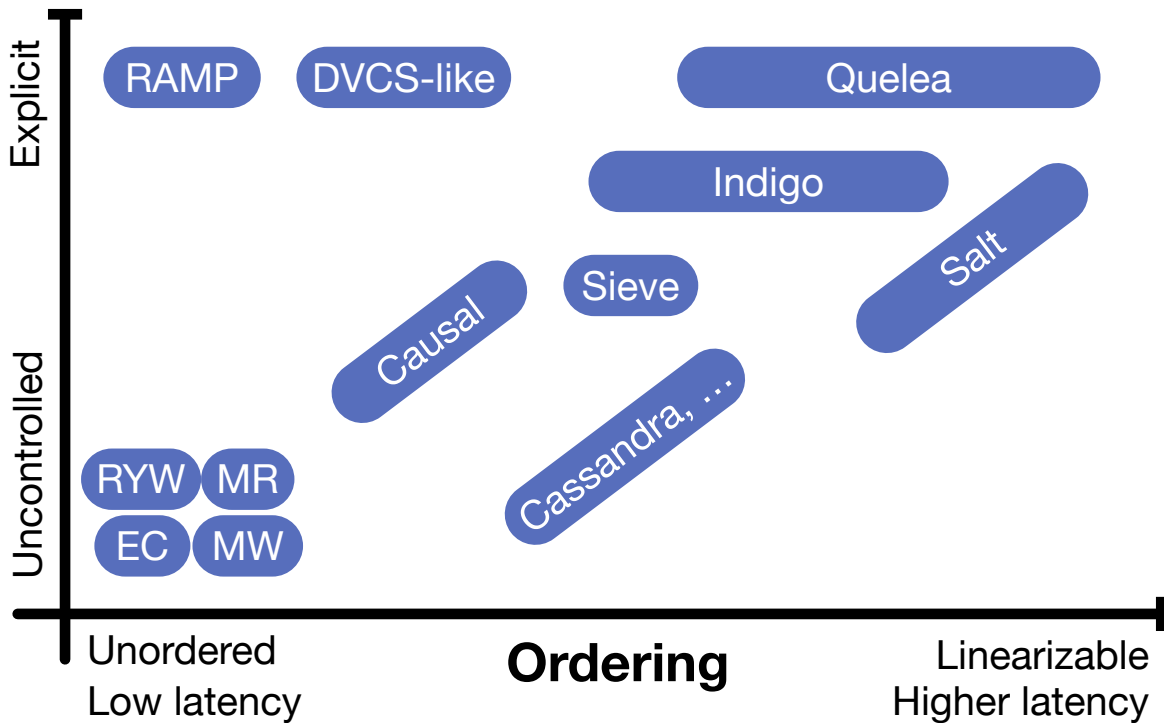 Explicit
RAMP
DVCS-like
Quelea
Indigo
Salt
Sieve
Causal
Uncontrolled
Cassandra, ...
RYW
MR
EC
MW
Unordered
Low latency
Ordering
Linearizable
Higher latency